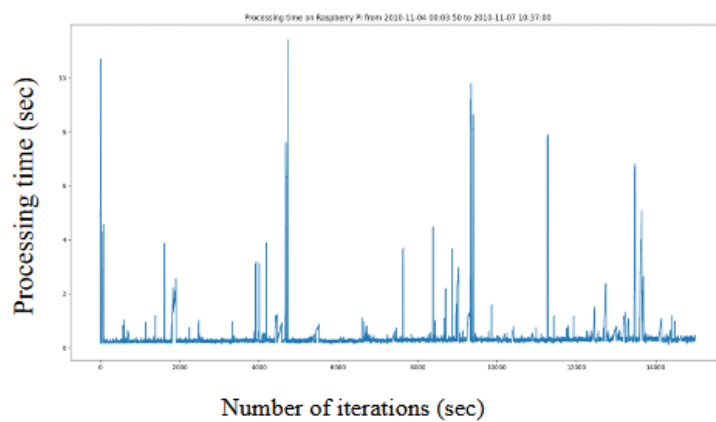 Processing time on Raspberry Pi from 2010-11-04 00:03:50 to 2010-11-07 10:37:00
Processing time (sec)
10
8
6
4
2
0
0 2000 4000 6000 8000 10000 12000 14000
Number of iterations (sec)